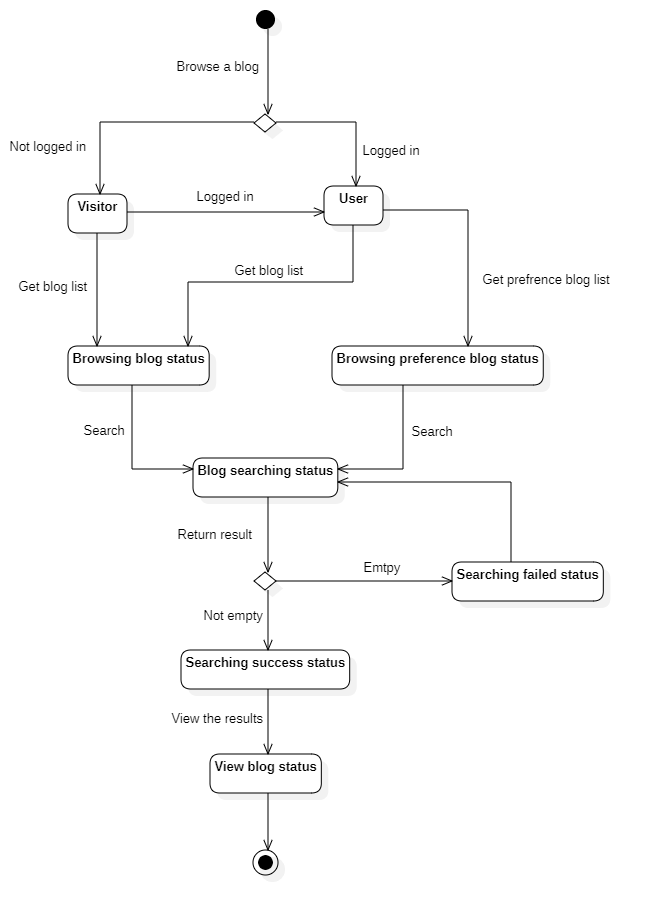 Browse a blog
Not logged in
Logged in
Visitor
Logged in
User
Get blog list
Get blog list
Get prefrence blog list
Browsing blog status
Browsing preference blog status
Search
Search
Blog searching status
Return result
Emtpy
Searching failed status
Not empty
Searching success status
View the results
View blog status